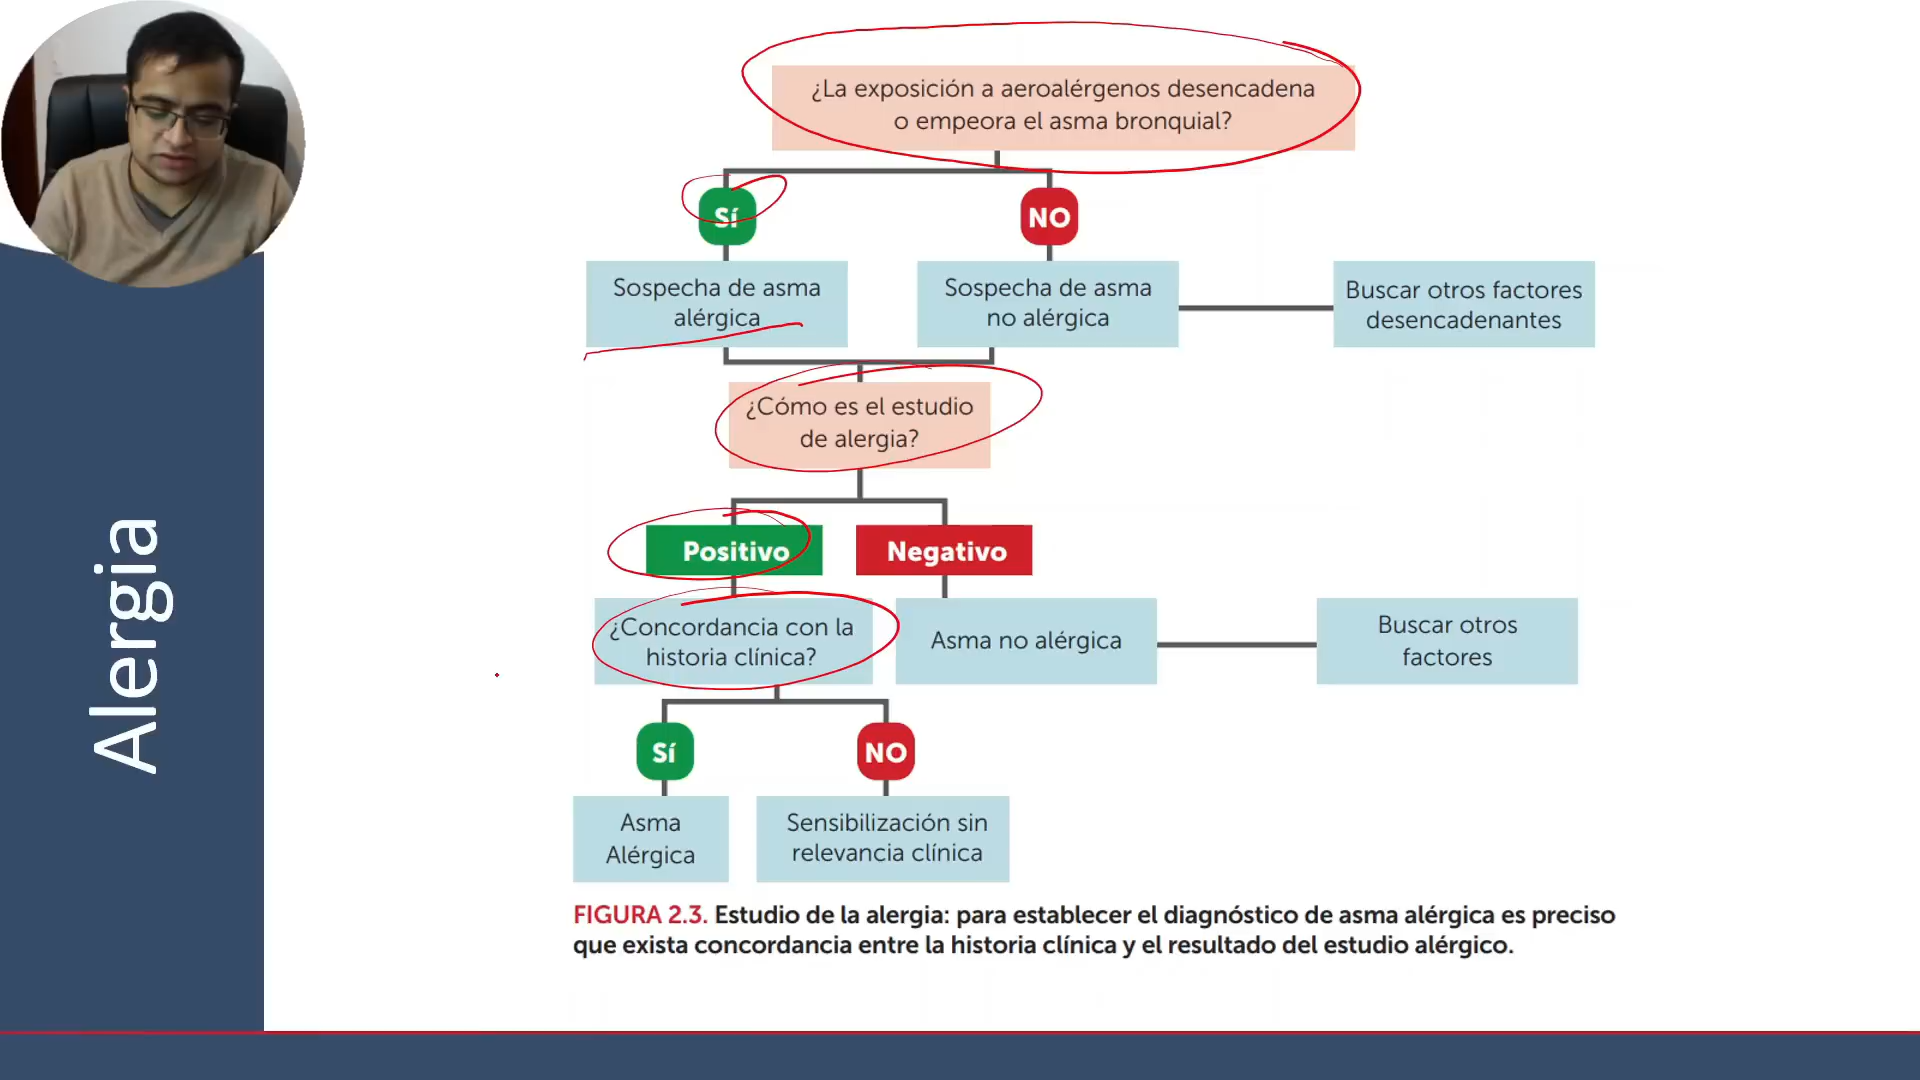 Alergia
¿La exposición a aeroalérgenos desencadena
o empeora el asma bronquial?
Sí
NO
Sospecha de asma
alérgica
Sospecha de asma
no alérgica
Buscar otros factores
desencadenantes
¿Cómo es el estudio
de alergia?
Positivo
Negativo
¿Concordancia con la
historia clínica?
Asma no alérgica
Buscar otros
factores
Sí
NO
Asma
Alérgica
Sensibilización sin
relevancia clínica
FIGURA 2.3. Estudio de la alergia: para establecer el diagnóstico de asma alérgica es preciso
que exista concordancia entre la historia clínica y el resultado del estudio alérgico.